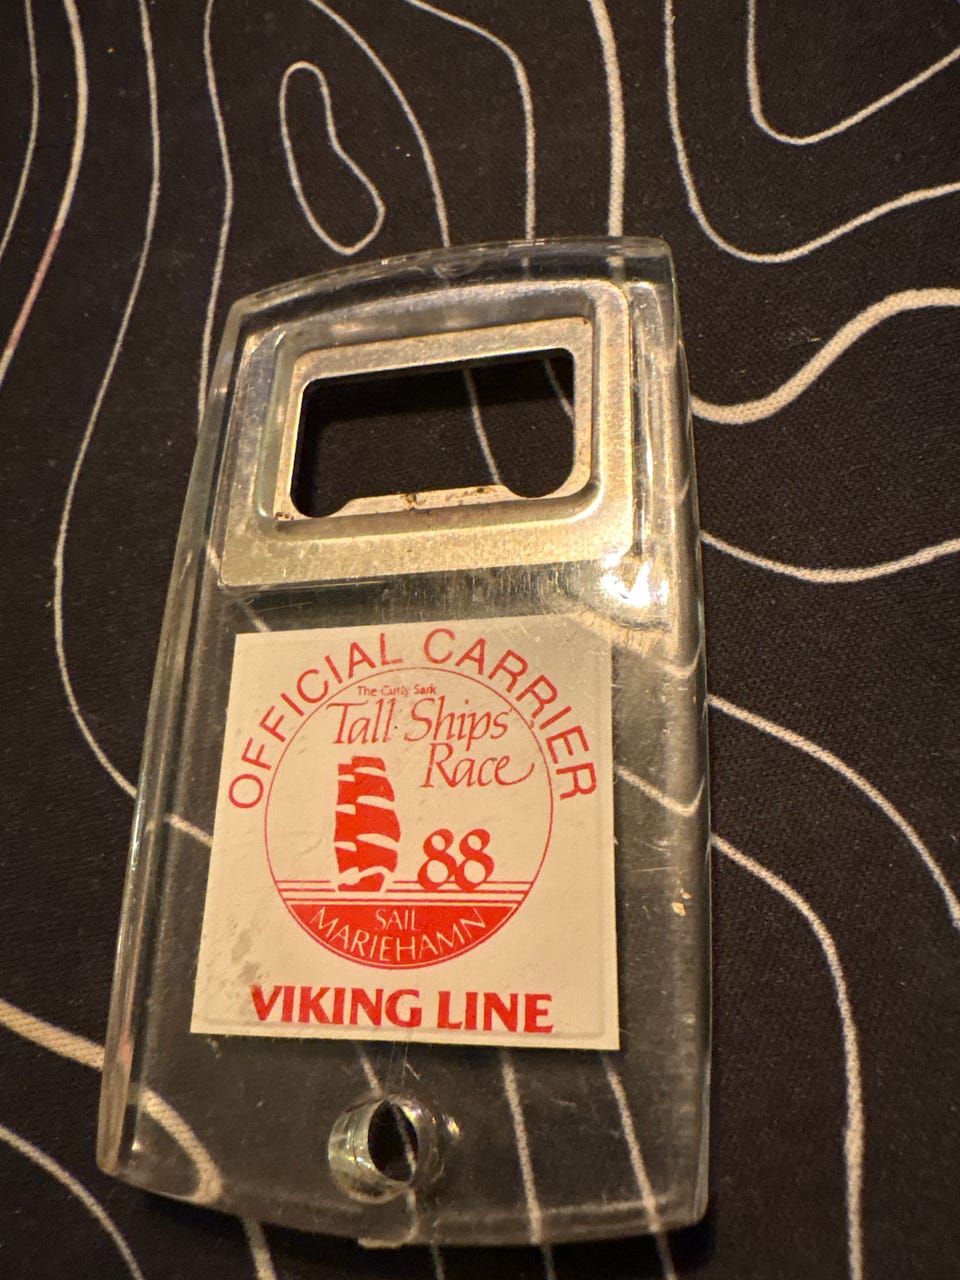 OFFICIAL CARRIER
The Cutty Sark
Tall Ships
Race
88
SAIL
MARIEHAMN
VIKING LINE